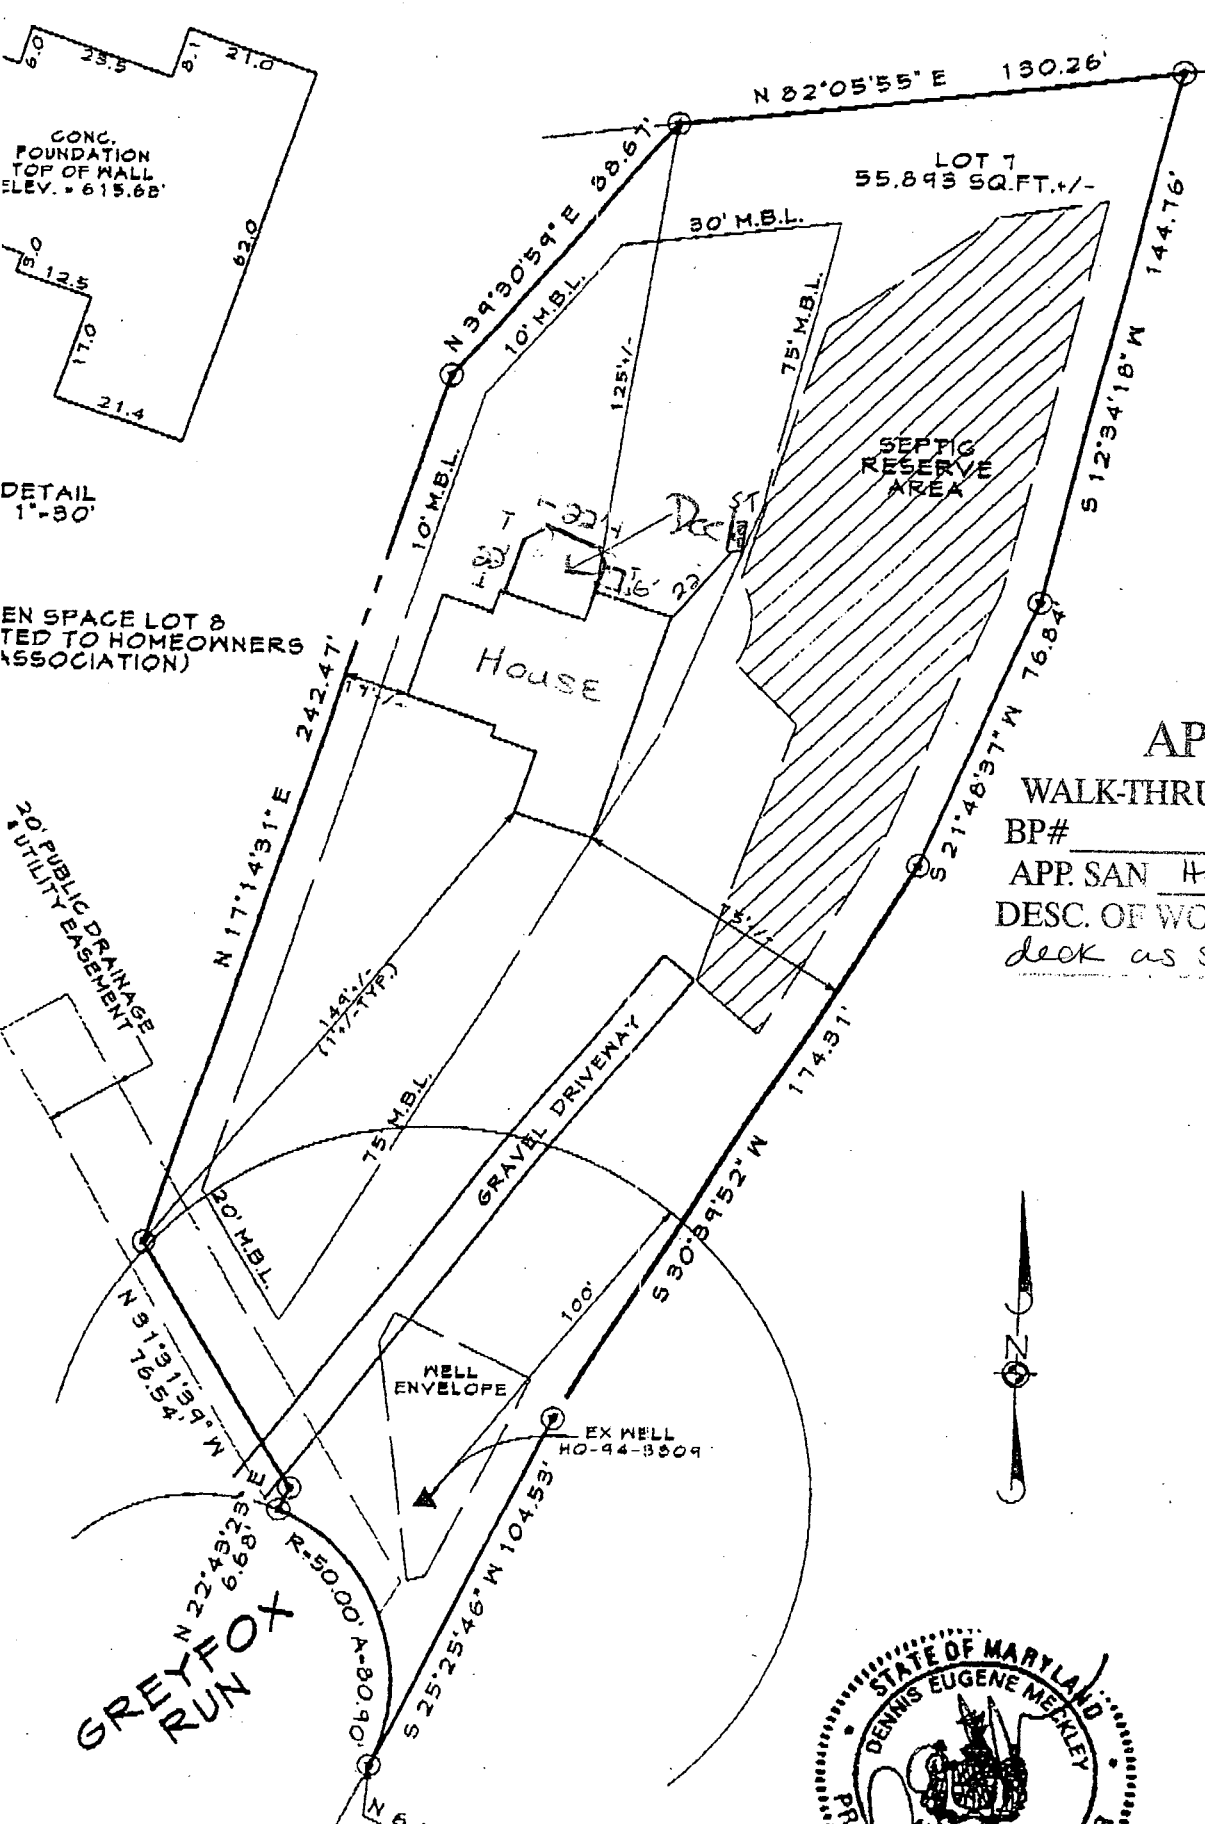 6.0
23.5
8.1
21.0
CONC.
FOUNDATION
TOP OF WALL
ELEV. = 615.68'
62.0
12.5
17.0
21.4
DETAIL
1"=30'
N 82°05'55" E 130.26'
LOT 7
55,893 SQ.FT.+/-
N 39°30'59" E 88.67'
30' M.B.L.
10' M.B.L.
125'+/-
75' M.B.L.
144.76'
S 12°34'18" W
SEPTIC
RESERVE
AREA
10' M.B.L.
22
ST
16'
22'
House
EN SPACE LOT 8
TED TO HOMEOWNERS
ASSOCIATION)
242.47'
N 17°14'31" E
76.84'
S 21°48'37" W
AP
WALK-THRU
BP#
APP. SAN
DESC. OF WO
deck as s
20' PUBLIC DRAINAGE
& UTILITY EASEMENT
149'+/-
(1'+/-TYP.)
75'+/-
174.31'
S 30°39'52" W
75' M.B.L.
GRAVEL DRIVEWAY
20' M.B.L.
100'
WELL
ENVELOPE
EX WELL
HO-94-3309
N 31°31'39" W
76.54'
N 22°43'23" E
6.68'
R=50.00' A=80.90'
S 25°25'46" W 104.53'
GREYFOX
RUN
N
STATE OF MARYLAND
DENNIS EUGENE MECKLEY